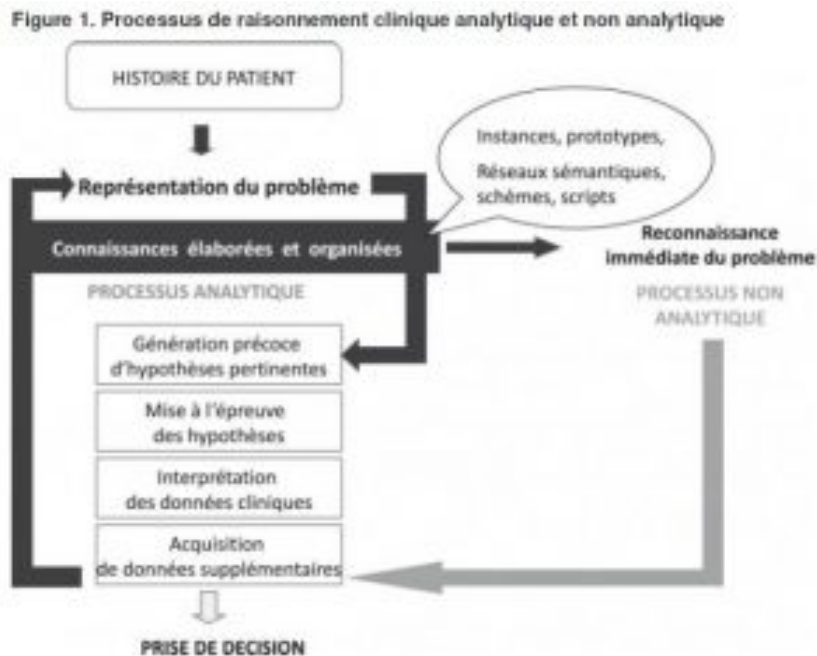 Figure 1. Processus de raisonnement clinique analytique et non analytique
HISTOIRE DU PATIENT
Instances, prototypes,
Réseaux sémantiques,
schèmes, scripts
Représentation du problème
Connaissances élaborées et organisées
Reconnaissance
immédiate du problème
PROCESSUS ANALYTIQUE
PROCESSUS NON
ANALYTIQUE
Génération précoce
d'hypothèses pertinentes
Mise à l'épreuve
des hypothèses
Interprétation
des données cliniques
Acquisition
de données supplémentaires
PRISE DE DECISION